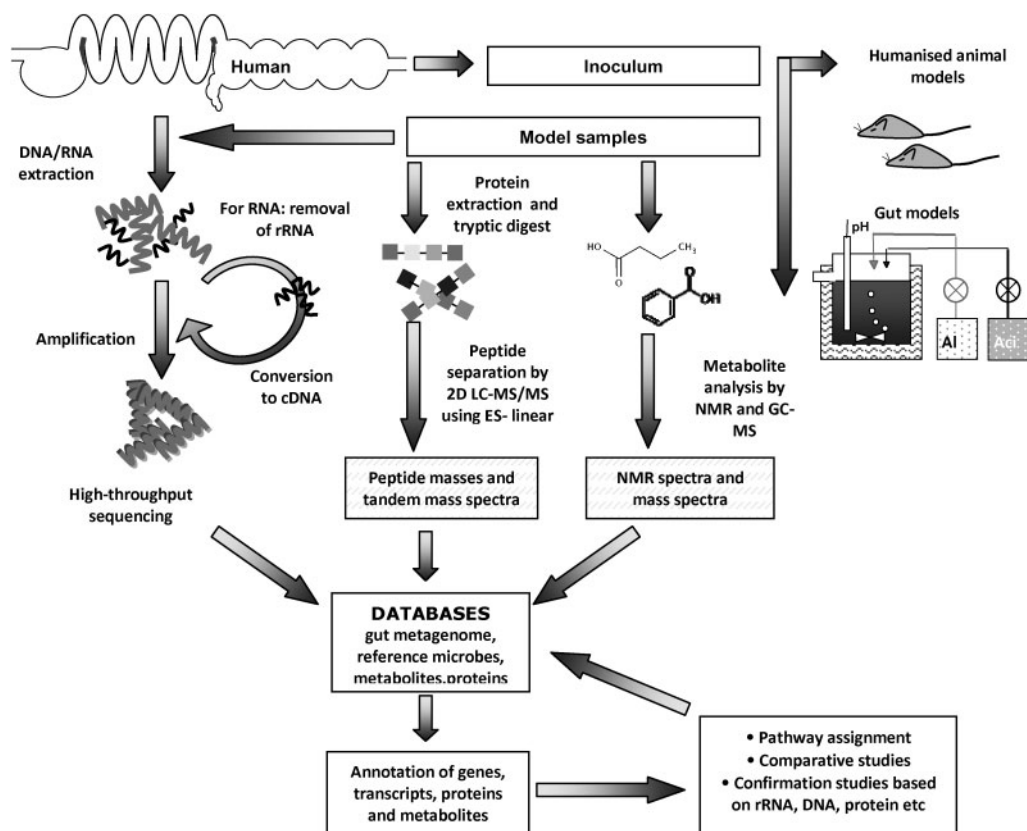 Human
Inoculum
Humanised animal
models
Model samples
DNA/RNA
extraction
Protein
extraction and
tryptic digest
For RNA: removal
of rRNA
Gut models
pH
HO
O
CH3
O
OH
Amplification
Conversion
to cDNA
Peptide
separation by
2D LC-MS/MS
using ES- linear
Metabolite
analysis by
NMR and GC-
MS
Al
Aci
High-throughput
sequencing
Peptide masses and
tandem mass spectra
NMR spectra and
mass spectra
DATABASES
gut metagenome,
reference microbes,
metabolites.proteins
Annotation of genes,
transcripts, proteins
and metabolites
• Pathway assignment
• Comparative studies
• Confirmation studies based
on rRNA, DNA, protein etc